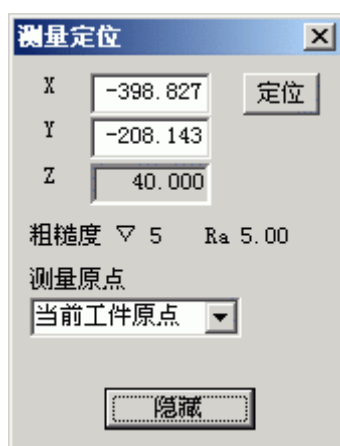 测量定位
X -398.827 定位
Y -208.143
Z 40.000
粗糙度 ▽ 5 Ra 5.00
测量原点
当前工件原点
隐藏